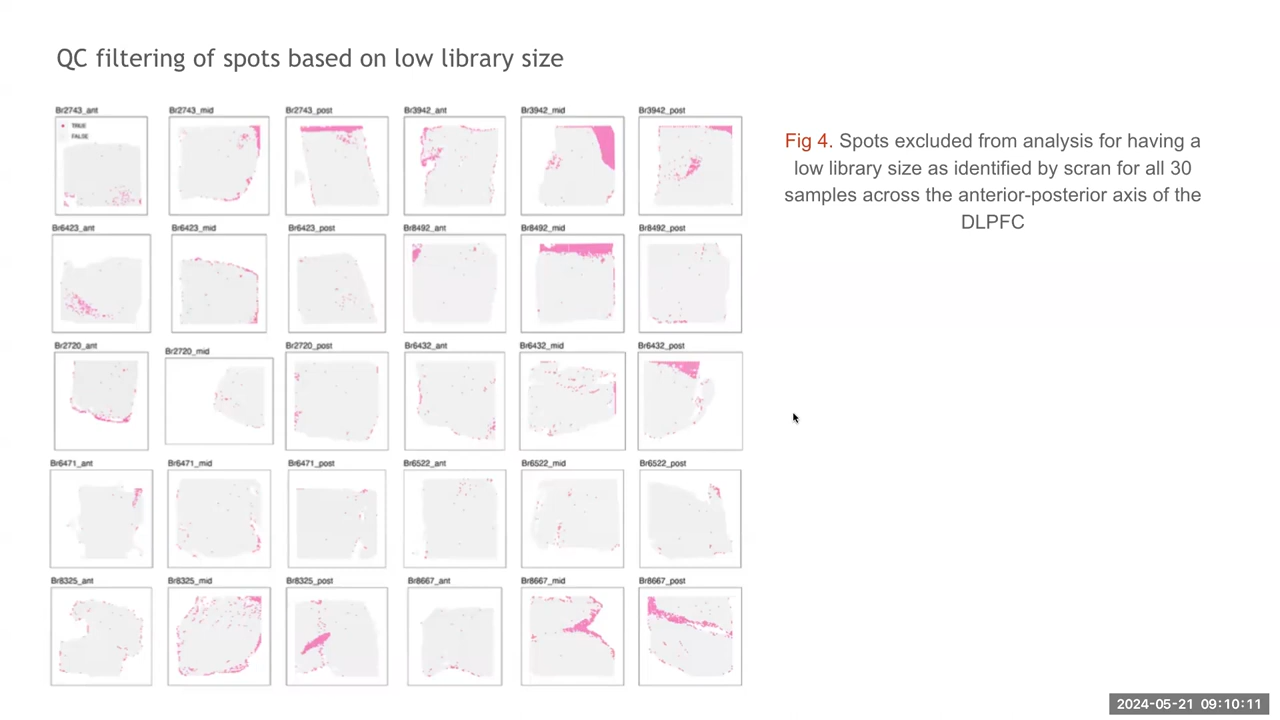 QC filtering of spots based on low library size
Br2743_ant
Br2743_mid
Br2743_post
Br3942_ant
Br3942_mid
Br3942_post
TRUE
FALSE
Fig 4. Spots excluded from analysis for having a
low library size as identified by scran for all 30
samples across the anterior-posterior axis of the
DLPFC
Br6423_ant
Br6423_mid
Br6423_post
Br8492_ant
Br8492_mid
Br8492_post
Br2720_ant
Br2720_mid
Br2720_post
Br6432_ant
Br6432_mid
Br6432_post
Br6471_ant
Br6471_mid
Br6471_post
Br6522_ant
Br6522_mid
Br6522_post
Br8325_ant
Br8325_mid
Br8325_post
Br8667_ant
Br8667_mid
Br8667_post
2024-05-21 09:10:11